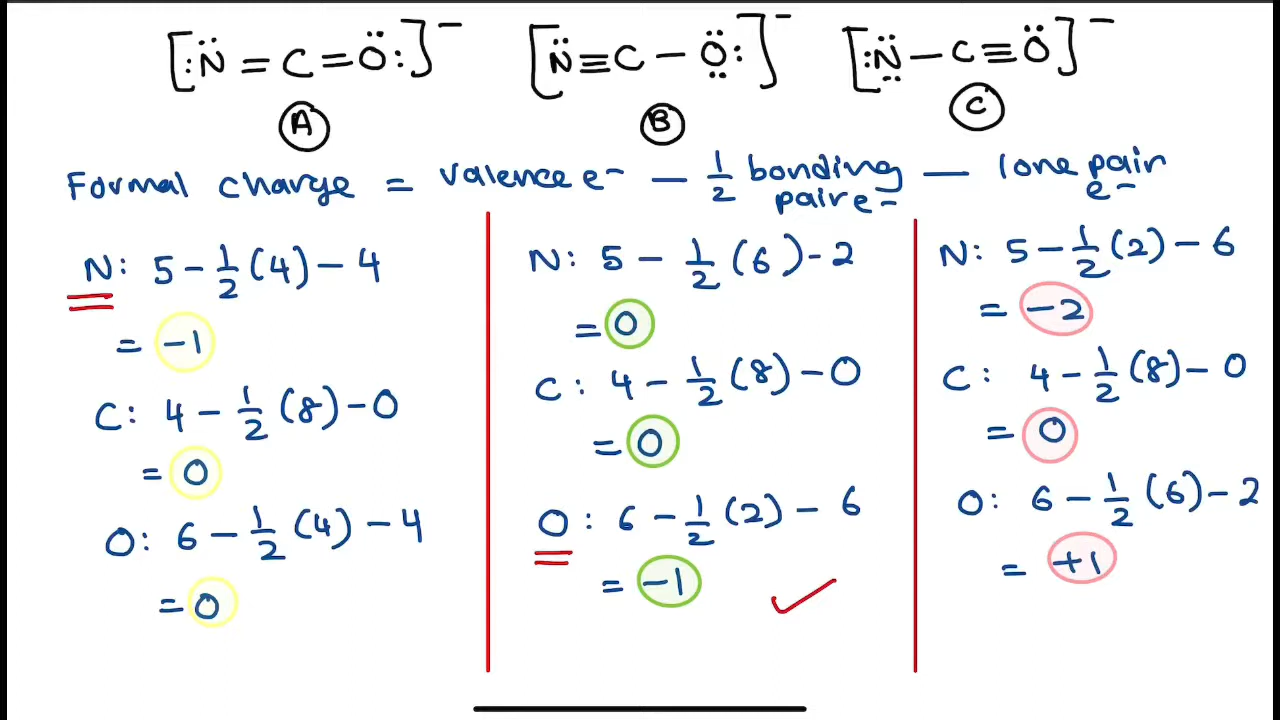 [:N̈ = C = Ö:]⁻ [N̈ ≡ C − Ö̤:]⁻ [:N̤̈ − C ≡ Ö]⁻
A B C
Formal charge = valence e⁻ − 1/2 bonding pair e⁻ − lone pair e⁻
N: 5 − 1/2 (4) − 4
= −1
C: 4 − 1/2 (8) − 0
= 0
O: 6 − 1/2 (4) − 4
= 0
N: 5 − 1/2 (6) − 2
= 0
C: 4 − 1/2 (8) − 0
= 0
O: 6 − 1/2 (2) − 6
= −1 ✓
N: 5 − 1/2 (2) − 6
= −2
C: 4 − 1/2 (8) − 0
= 0
O: 6 − 1/2 (6) − 2
= +1